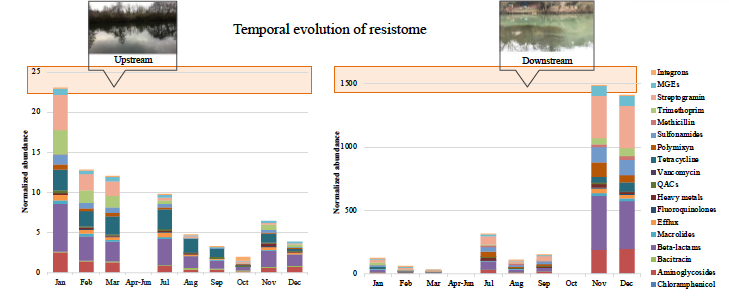 Temporal evolution of resistome
Upstream
Downstream
Normalized abundance
25
20
15
10
5
0
Jan Feb Mar Apr-Jun Jul Aug Sep Oct Nov Dec
Normalized abundance
1500
1000
500
0
Jan Feb Mar Apr-Jun Jul Aug Sep Oct Nov Dec
Integrons
MGEs
Streptogramin
Trimethoprim
Methicillin
Sulfonamides
Polimyxyn
Tetracycline
Vancomycin
QACs
Heavy metals
Fluoroquinolones
Efflux
Macrolides
Beta-lactams
Bacitracin
Aminoglycosides
Chloramphenicol